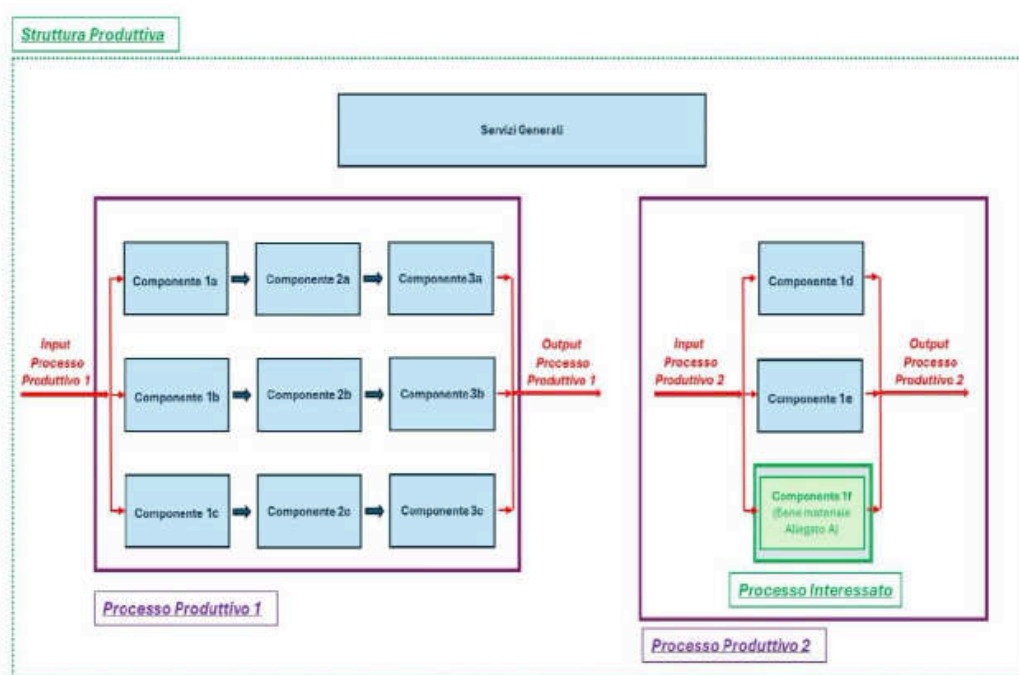 Struttura Produttiva
Servizi Generali
Componente 1a
Componente 2a
Componente 3a
Input
Processo
Produttivo 1
Componente 1b
Componente 2b
Componente 3b
Output
Processo
Produttivo 1
Componente 1c
Componente 2c
Componente 3c
Processo Produttivo 1
Componente 1d
Input
Processo
Produttivo 2
Componente 1e
Output
Processo
Produttivo 2
Componente 1f
(Bene materiale
Allegato A)
Processo Interessato
Processo Produttivo 2